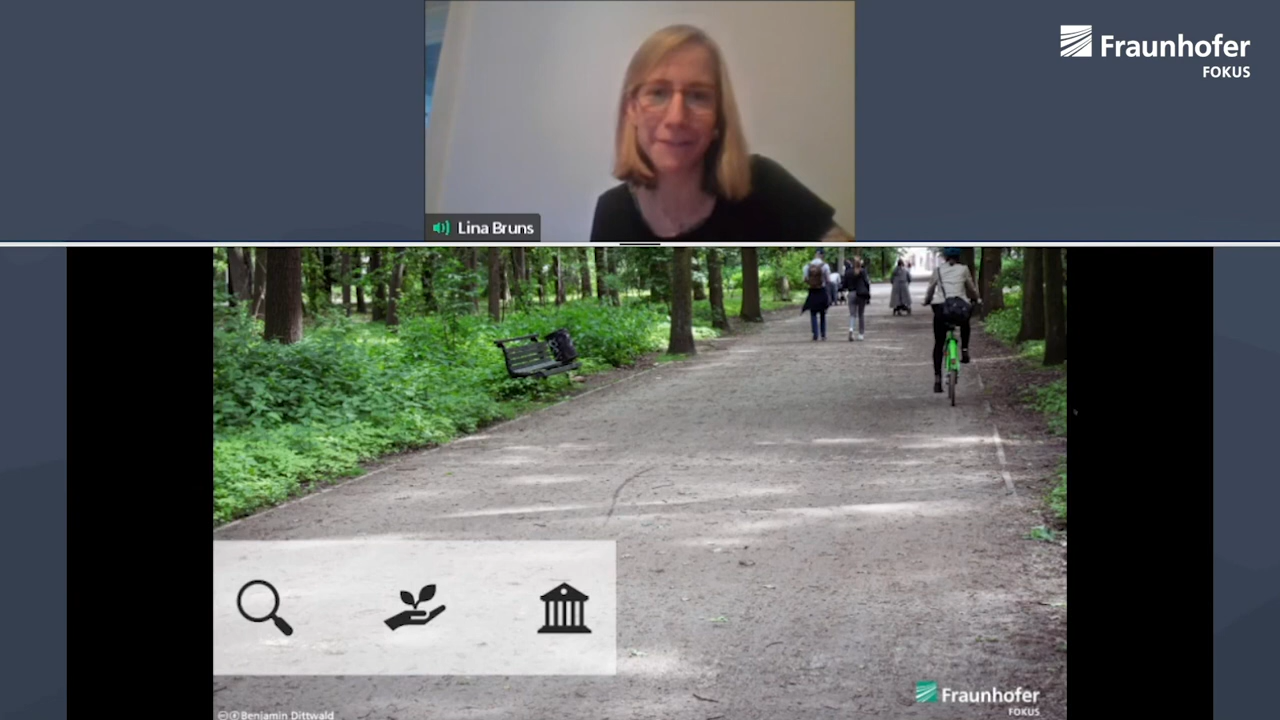 Fraunhofer
FOKUS
Lina Bruns
Fraunhofer
FOKUS
Benjamin Dittwald